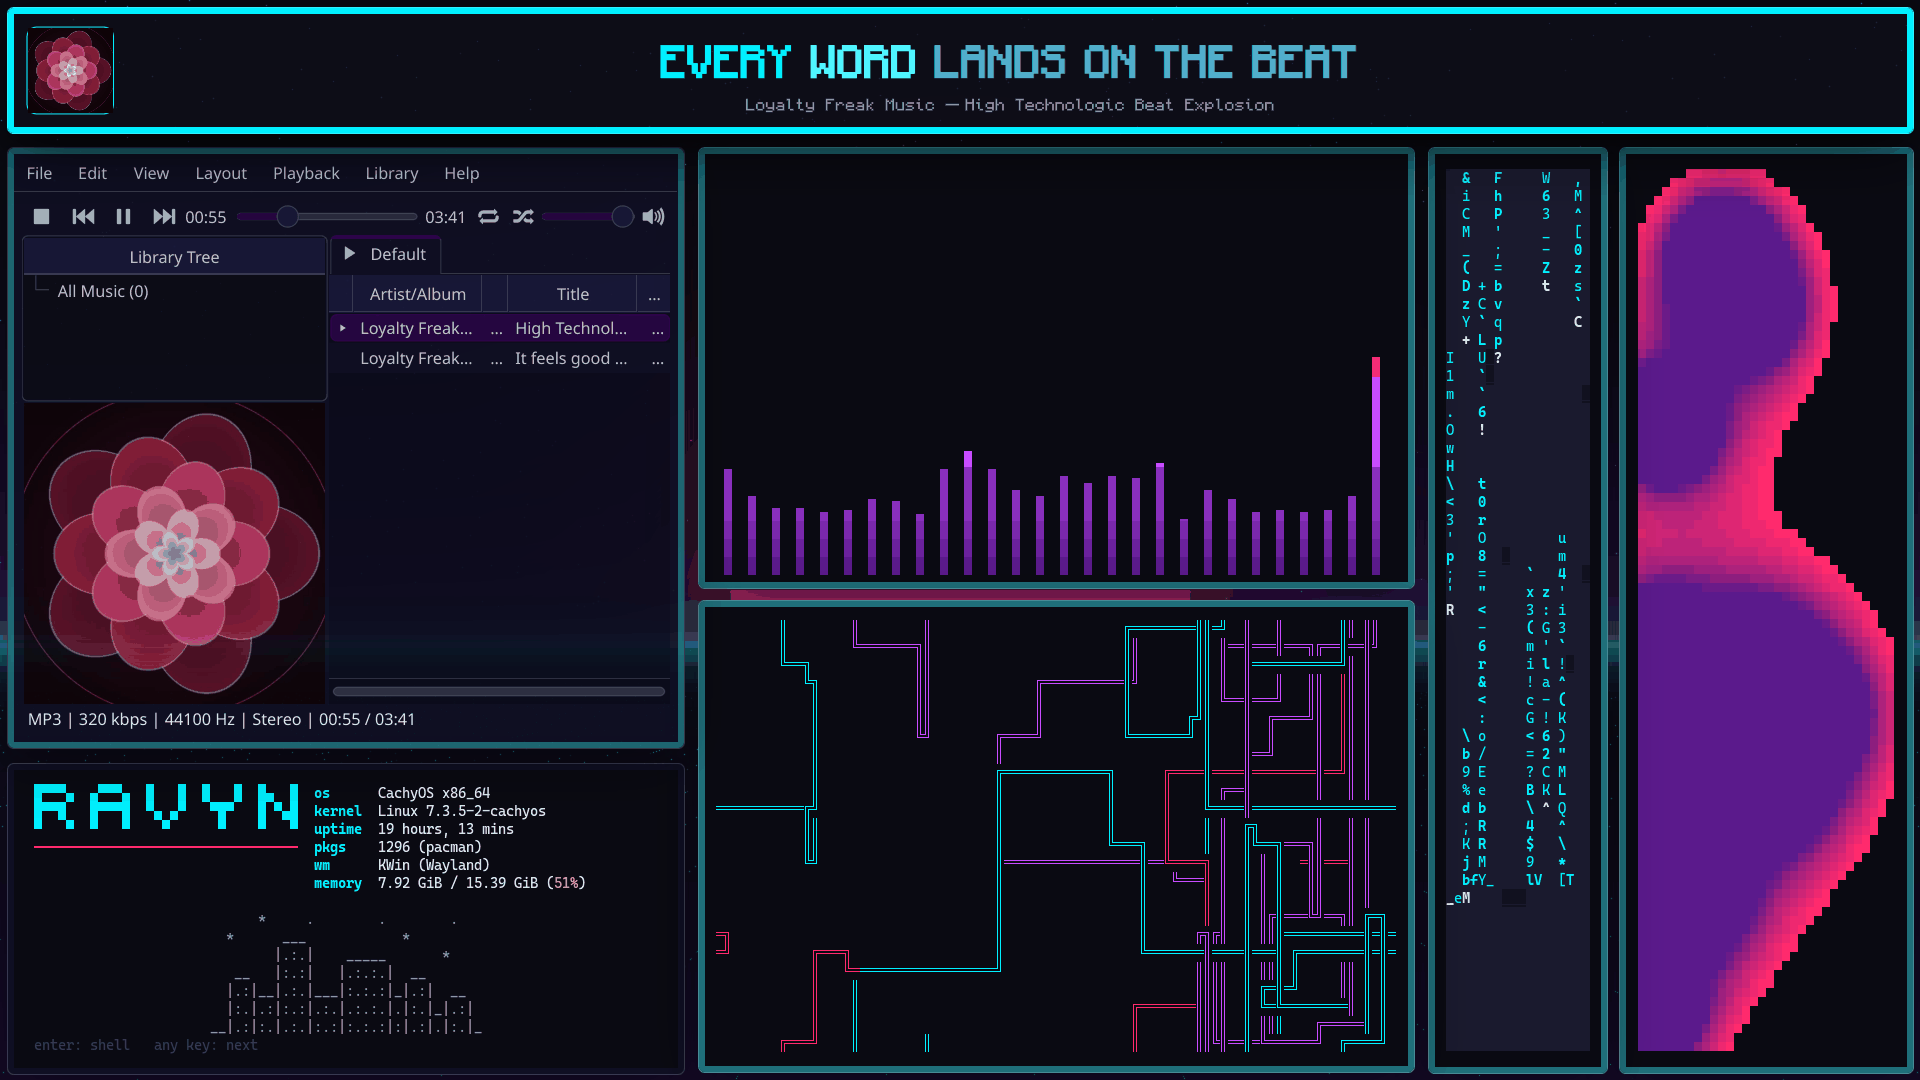 EVERY WORD LANDS ON THE BEAT
Loyalty Freak Music — High Technologic Beat Explosion
File Edit View Layout Playback Library Help
00:55 03:41
Library Tree
All Music (0)
Default
Artist/Album Title ...
Loyalty Freak... ... High Technol... ...
Loyalty Freak... ... It feels good ... ...
MP3 | 320 kbps | 44100 Hz | Stereo | 00:55 / 03:41
RAVYN
os CachyOS x86_64
kernel Linux 7.3.5-2-cachyos
uptime 19 hours, 13 mins
pkgs 1296 (pacman)
wm KWin (Wayland)
memory 7.92 GiB / 15.39 GiB (51%)
enter: shell any key: next